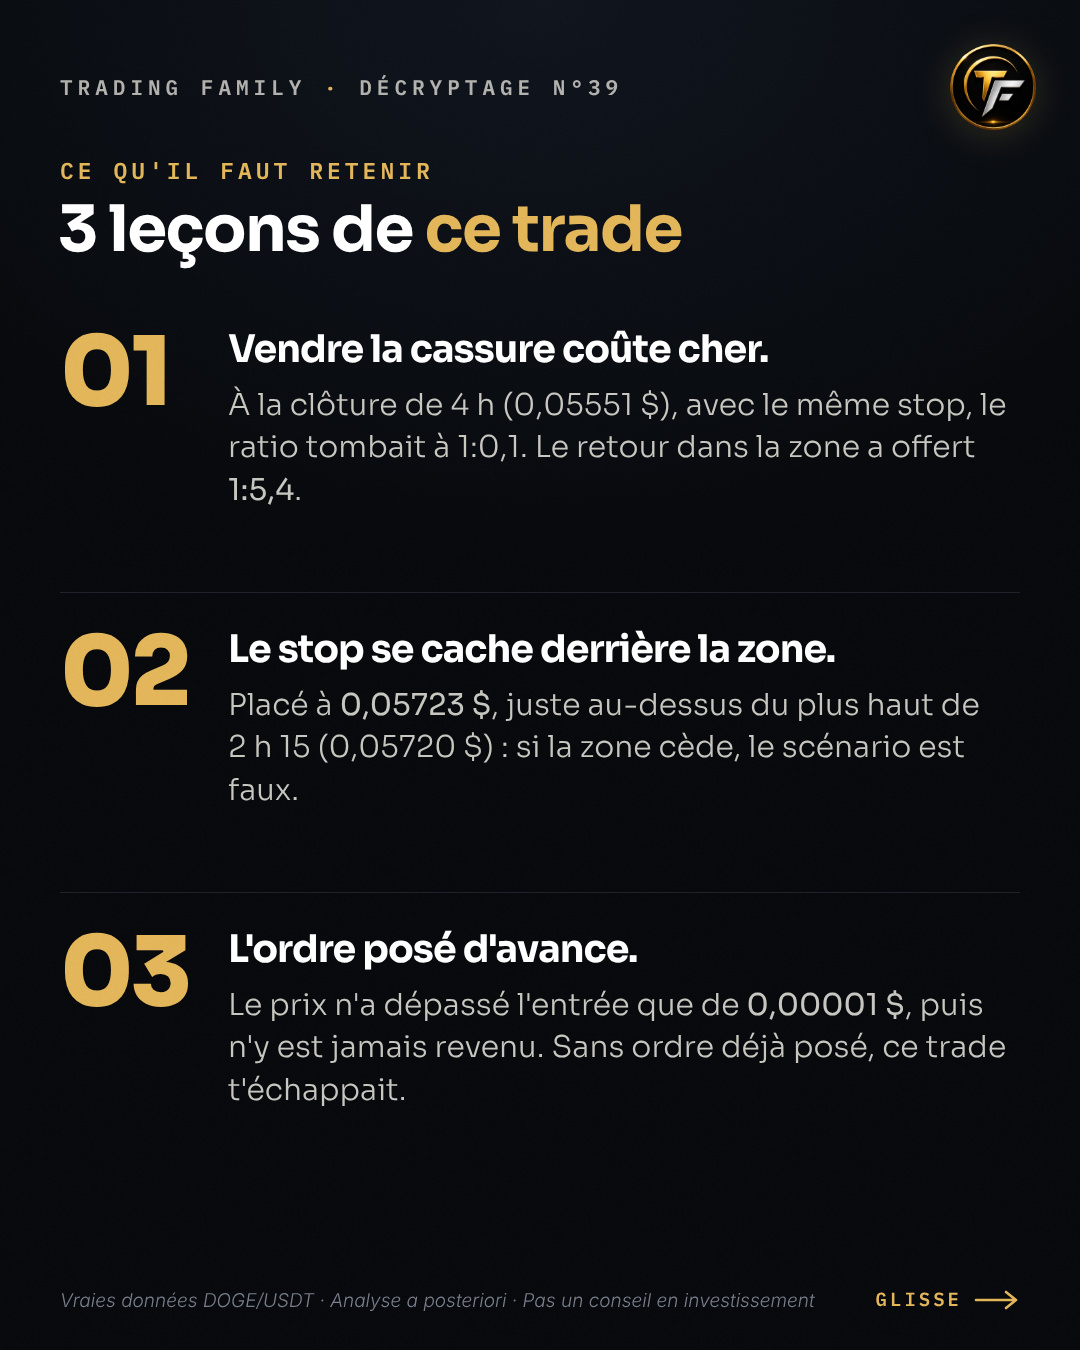 TRADING FAMILY · DÉCRYPTAGE N°39
TF
CE QU'IL FAUT RETENIR
3 leçons de ce trade
01
Vendre la cassure coûte cher.
À la clôture de 4 h (0,05551 $), avec le même stop, le
ratio tombait à 1:0,1. Le retour dans la zone a offert
1:5,4.
02
Le stop se cache derrière la zone.
Placé à 0,05723 $, juste au-dessus du plus haut de
2 h 15 (0,05720 $) : si la zone cède, le scénario est
faux.
03
L'ordre posé d'avance.
Le prix n'a dépassé l'entrée que de 0,00001 $, puis
n'y est jamais revenu. Sans ordre déjà posé, ce trade
t'échappait.
Vraies données DOGE/USDT · Analyse a posteriori · Pas un conseil en investissement
GLISSE →